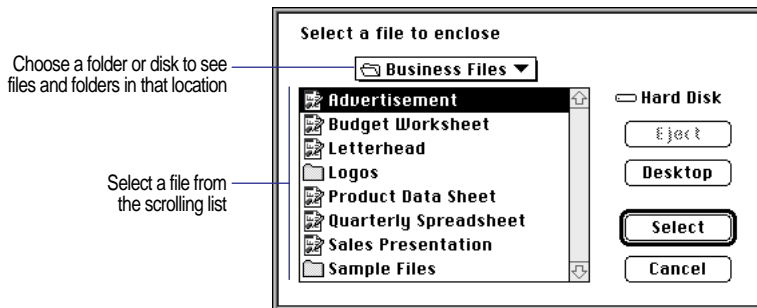 Select a file to enclose
Choose a folder or disk to see
files and folders in that location
Business Files
Advertisement
Budget Worksheet
Letterhead
Logos
Product Data Sheet
Quarterly Spreadsheet
Sales Presentation
Sample Files
Select a file from
the scrolling list
Hard Disk
Eject
Desktop
Select
Cancel